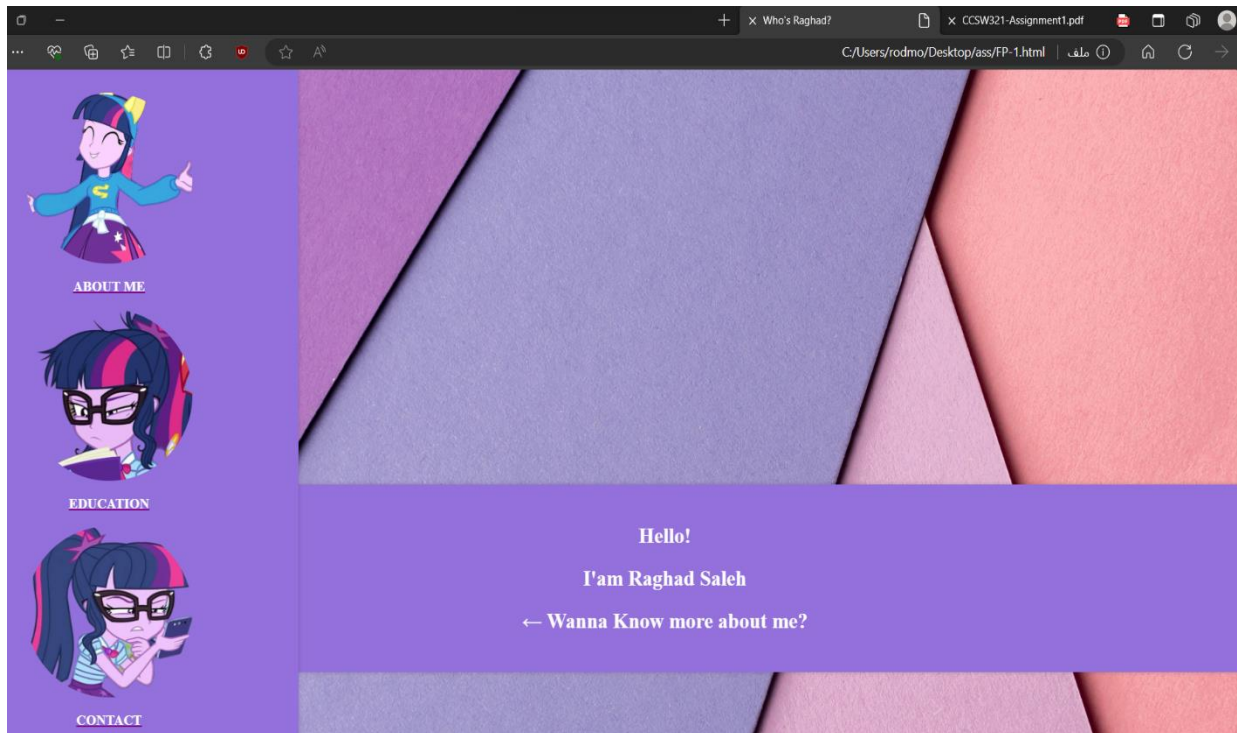 Who's Raghad?
CCSW321-Assignment1.pdf
C:/Users/rodmo/Desktop/ass/FP-1.html | ملف
ABOUT ME
EDUCATION
CONTACT
Hello!
I'am Raghad Saleh
← Wanna Know more about me?